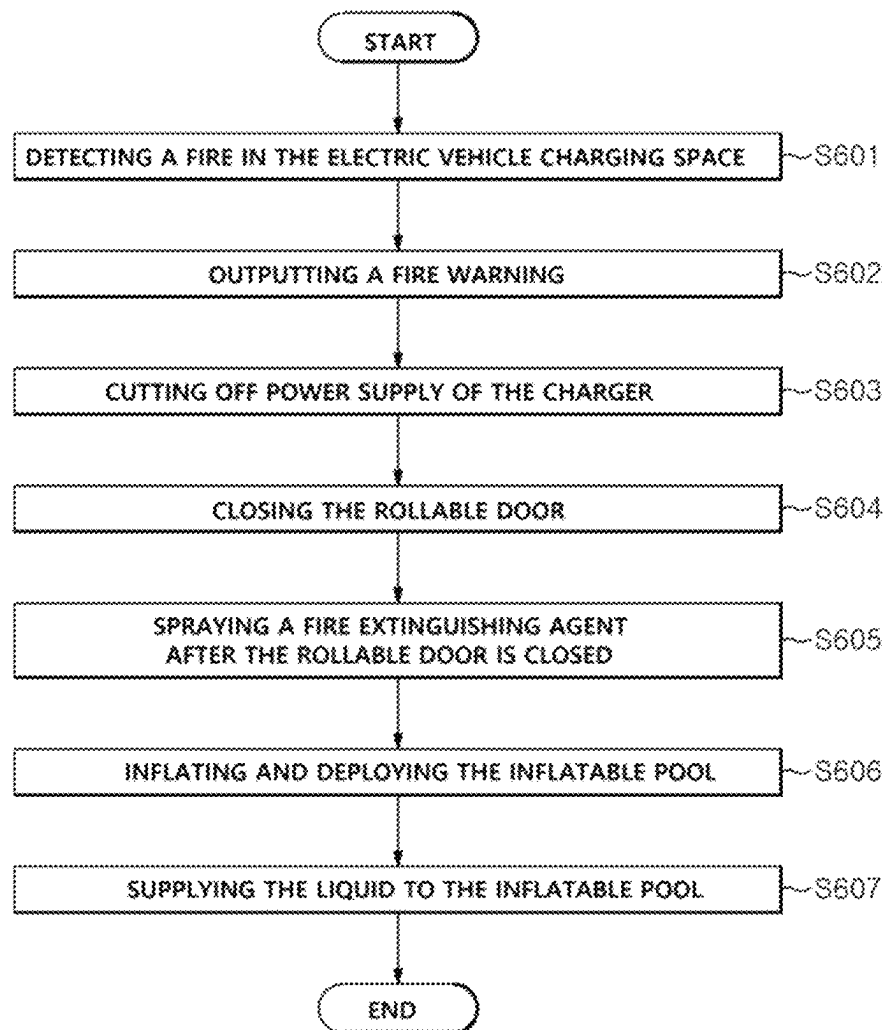 START
DETECTING A FIRE IN THE ELECTRIC VEHICLE CHARGING SPACE
S601
OUTPUTTING A FIRE WARNING
S602
CUTTING OFF POWER SUPPLY OF THE CHARGER
S603
CLOSING THE ROLLABLE DOOR
S604
SPRAYING A FIRE EXTINGUISHING AGENT
AFTER THE ROLLABLE DOOR IS CLOSED
S605
INFLATING AND DEPLOYING THE INFLATABLE POOL
S606
SUPPLYING THE LIQUID TO THE INFLATABLE POOL
S607
END